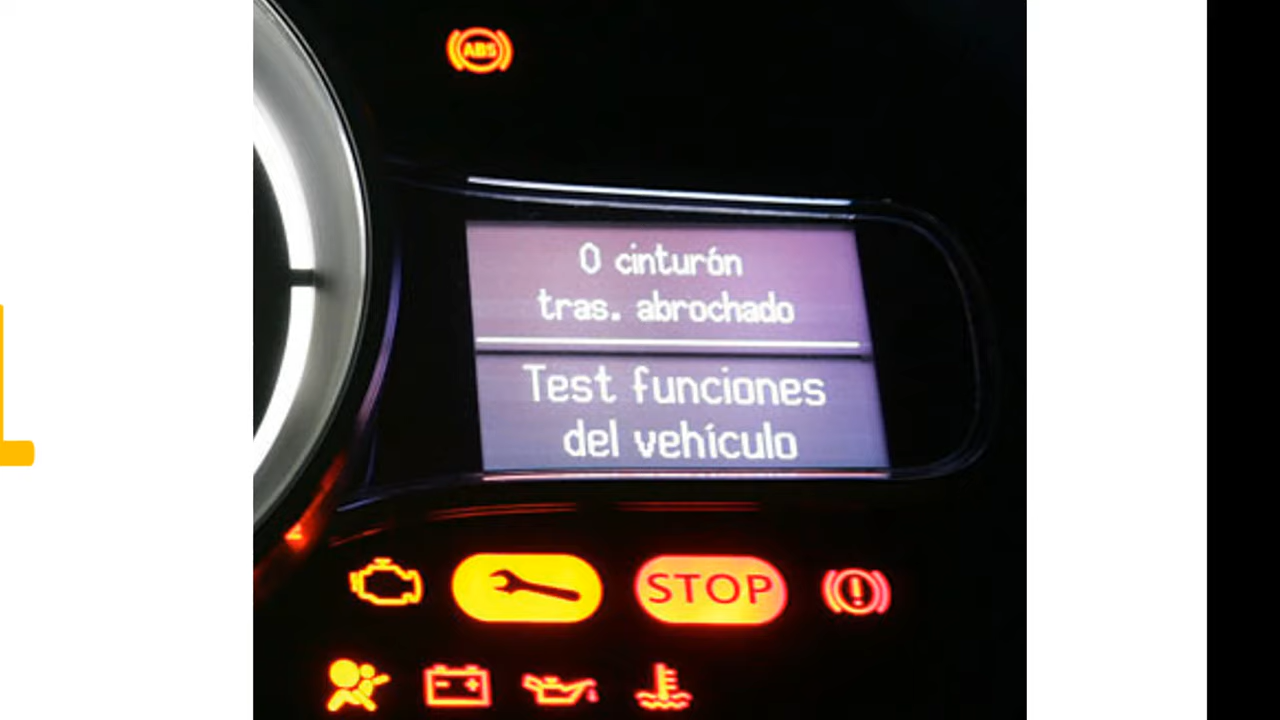 ABS
0 cinturón
tras. abrochado
Test funciones
del vehículo
STOP